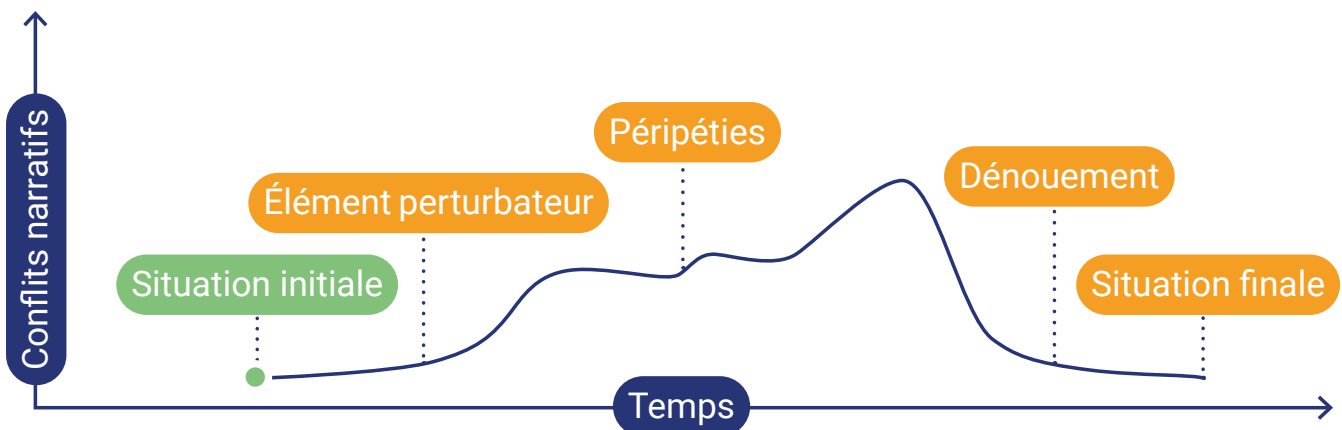 Conflits narratifs
Situation initiale
Élément perturbateur
Péripéties
Dénouement
Situation finale
Temps